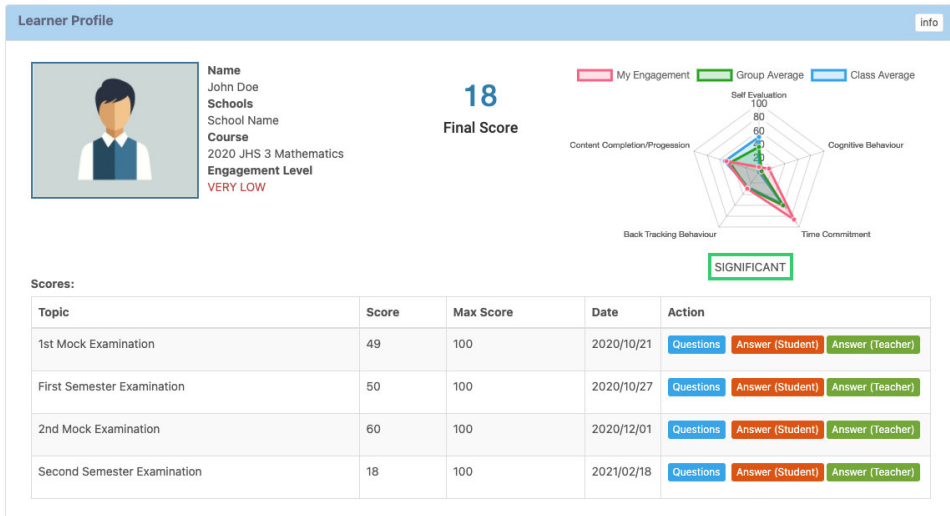 Learner Profile
info
Name
John Doe
Schools
School Name
Course
2020 JHS 3 Mathematics
Engagement Level
VERY LOW
18
Final Score
My Engagement Group Average Class Average
Self Evaluation
100
80
60
40
20
Content Completion/Progession
Cognitive Behaviour
Back Tracking Behaviour
Time Commitment
SIGNIFICANT
Scores:
Topic Score Max Score Date Action
1st Mock Examination 49 100 2020/10/21 Questions Answer (Student) Answer (Teacher)
First Semester Examination 50 100 2020/10/27 Questions Answer (Student) Answer (Teacher)
2nd Mock Examination 60 100 2020/12/01 Questions Answer (Student) Answer (Teacher)
Second Semester Examination 18 100 2021/02/18 Questions Answer (Student) Answer (Teacher)